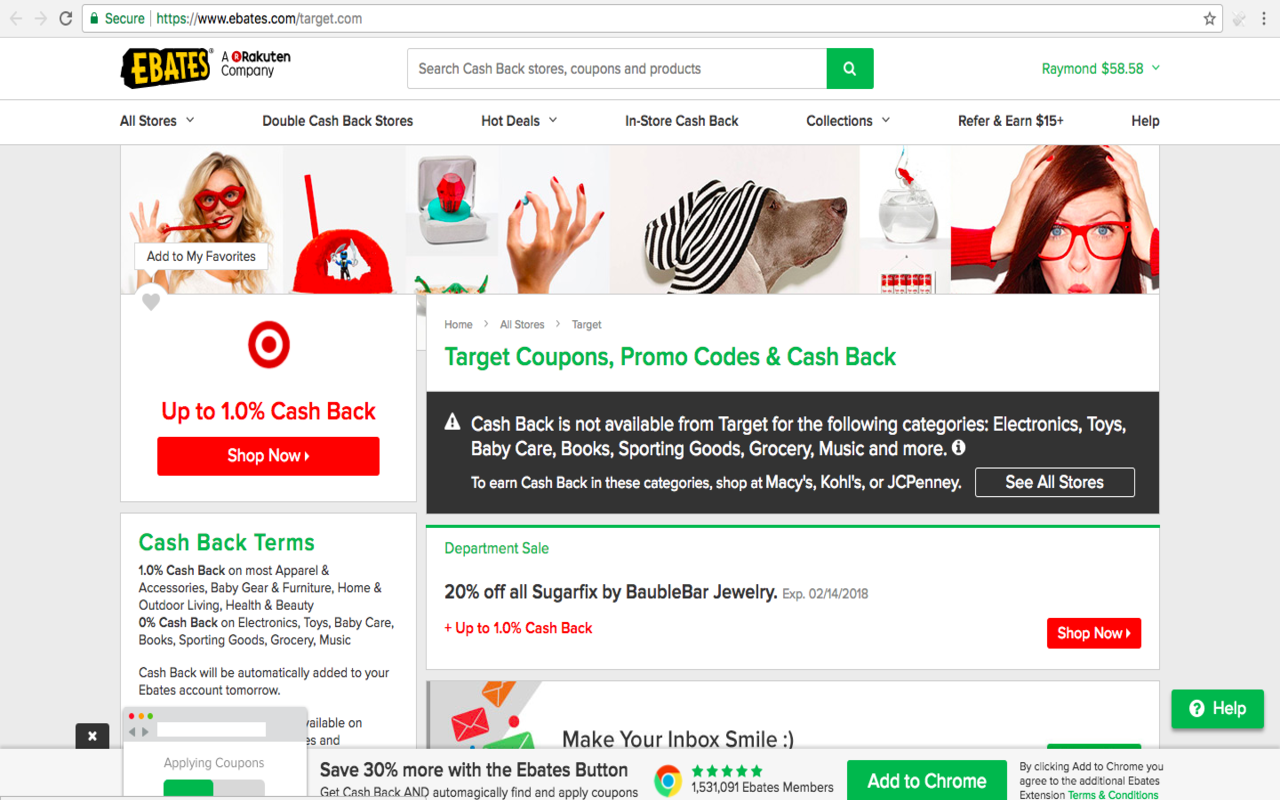 Secure https://www.ebates.com/target.com
EBATES A Rakuten Company
Search Cash Back stores, coupons and products
Raymond $58.58
All Stores Double Cash Back Stores Hot Deals In-Store Cash Back Collections Refer & Earn $15+ Help
Add to My Favorites
Up to 1.0% Cash Back
Shop Now
Cash Back Terms
1.0% Cash Back on most Apparel &
Accessories, Baby Gear & Furniture, Home &
Outdoor Living, Health & Beauty
0% Cash Back on Electronics, Toys, Baby Care,
Books, Sporting Goods, Grocery, Music
Cash Back will be automatically added to your
Ebates account tomorrow.
Home All Stores Target
Target Coupons, Promo Codes & Cash Back
Cash Back is not available from Target for the following categories: Electronics, Toys,
Baby Care, Books, Sporting Goods, Grocery, Music and more.
To earn Cash Back in these categories, shop at Macy's, Kohl's, or JCPenney.
See All Stores
Department Sale
20% off all Sugarfix by BaubleBar Jewelry. Exp. 02/14/2018
+ Up to 1.0% Cash Back
Shop Now
Make Your Inbox Smile :)
Help
Applying Coupons
Save 30% more with the Ebates Button
Get Cash Back AND automagically find and apply coupons
1,531,091 Ebates Members
Add to Chrome
By clicking Add to Chrome you
agree to the additional Ebates
Extension Terms & Conditions